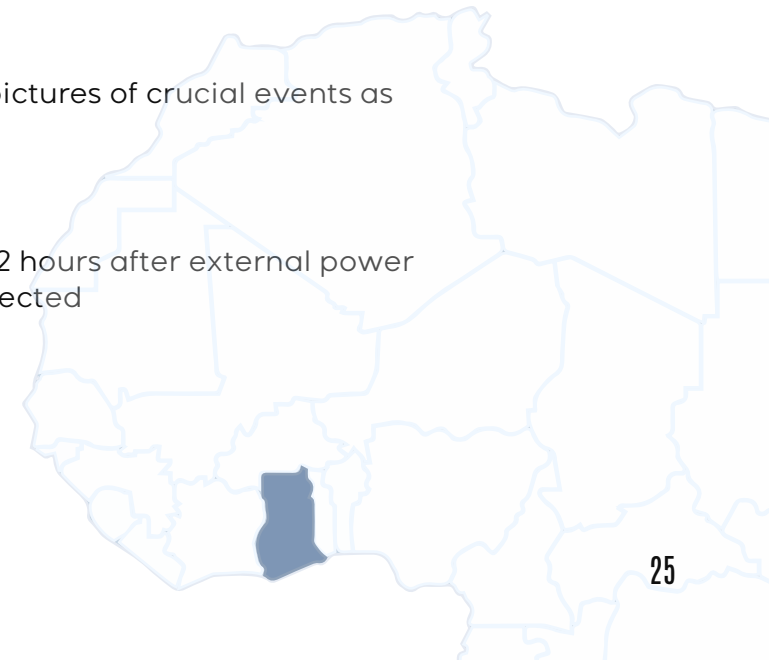 pictures of crucial events as
2 hours after external power
ected
25